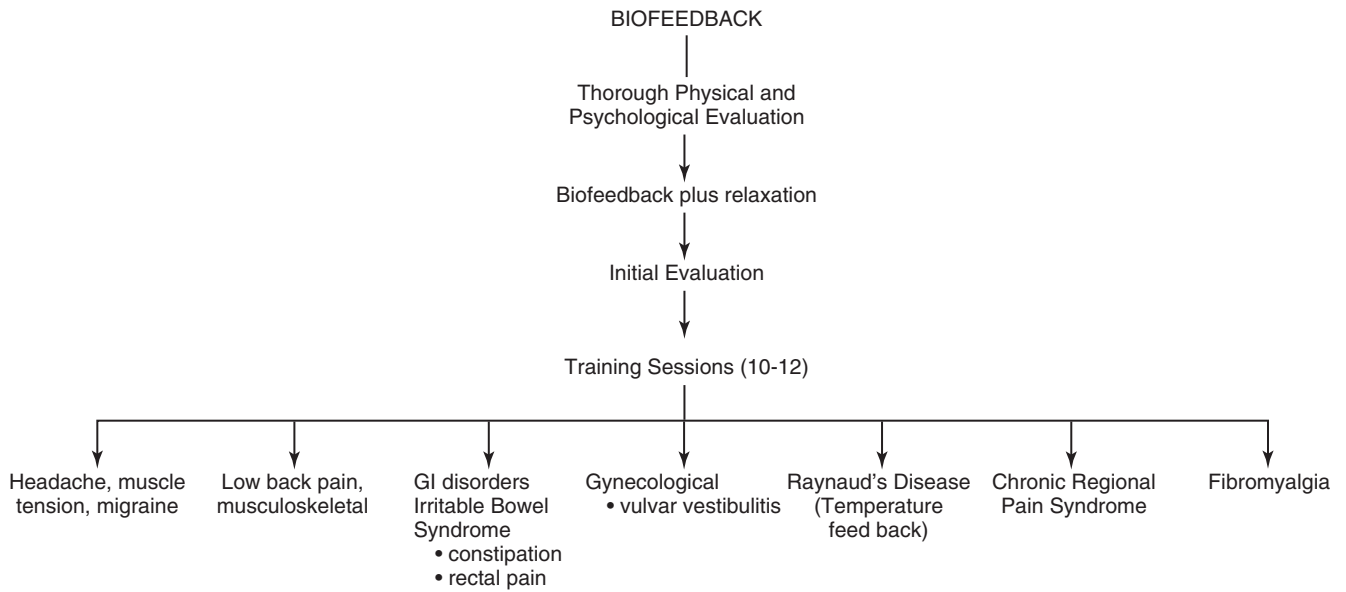 BIOFEEDBACK
Thorough Physical and
Psychological Evaluation
Biofeedback plus relaxation
Initial Evaluation
Training Sessions (10-12)
Headache, muscle
tension, migraine
Low back pain,
musculoskeletal
GI disorders
Irritable Bowel
Syndrome
• constipation
• rectal pain
Gynecological
• vulvar vestibulitis
Raynaud's Disease
(Temperature
feed back)
Chronic Regional
Pain Syndrome
Fibromyalgia